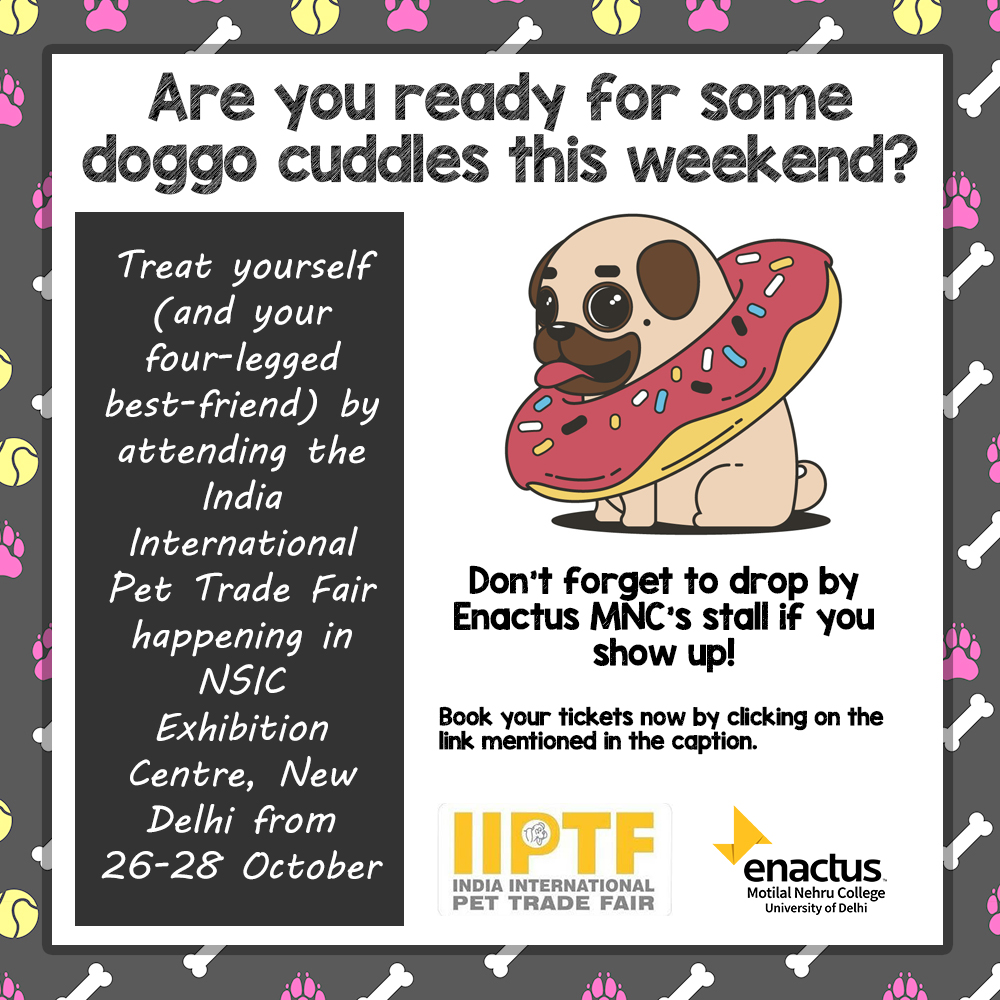 Are you ready for some
doggo cuddles this weekend?
Treat yourself
(and your
four-legged
best-friend) by
attending the
India
International
Pet Trade Fair
happening in
NSIC
Exhibition
Centre, New
Delhi from
26-28 October
Don't forget to drop by
Enactus MNC's stall if you
show up!
Book your tickets now by clicking on the
link mentioned in the caption.
IIPTF
INDIA INTERNATIONAL
PET TRADE FAIR
enactus™
Motilal Nehru College
University of Delhi